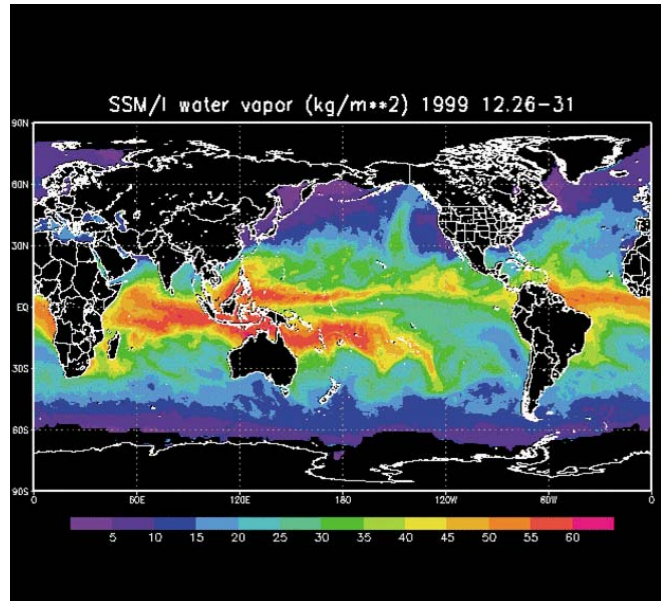 SSM/I water vapor (kg/m**2) 1999 12.26-31
90N
60N
30N
EQ
30S
60S
90S
0 60E 120E 180 120W 60W 0
5 10 15 20 25 30 35 40 45 50 55 60